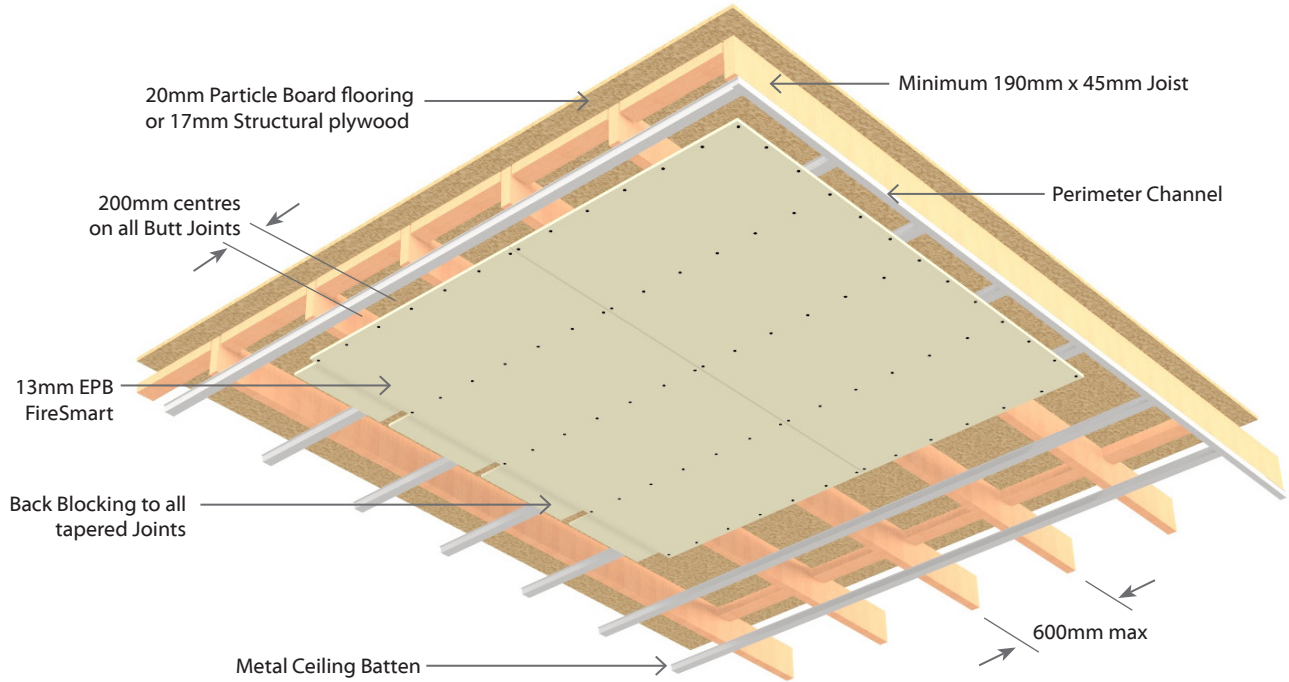 20mm Particle Board flooring
or 17mm Structural plywood
Minimum 190mm x 45mm Joist
200mm centres
on all Butt Joints
Perimeter Channel
13mm EPB
FireSmart
Back Blocking to all
tapered Joints
600mm max
Metal Ceiling Batten